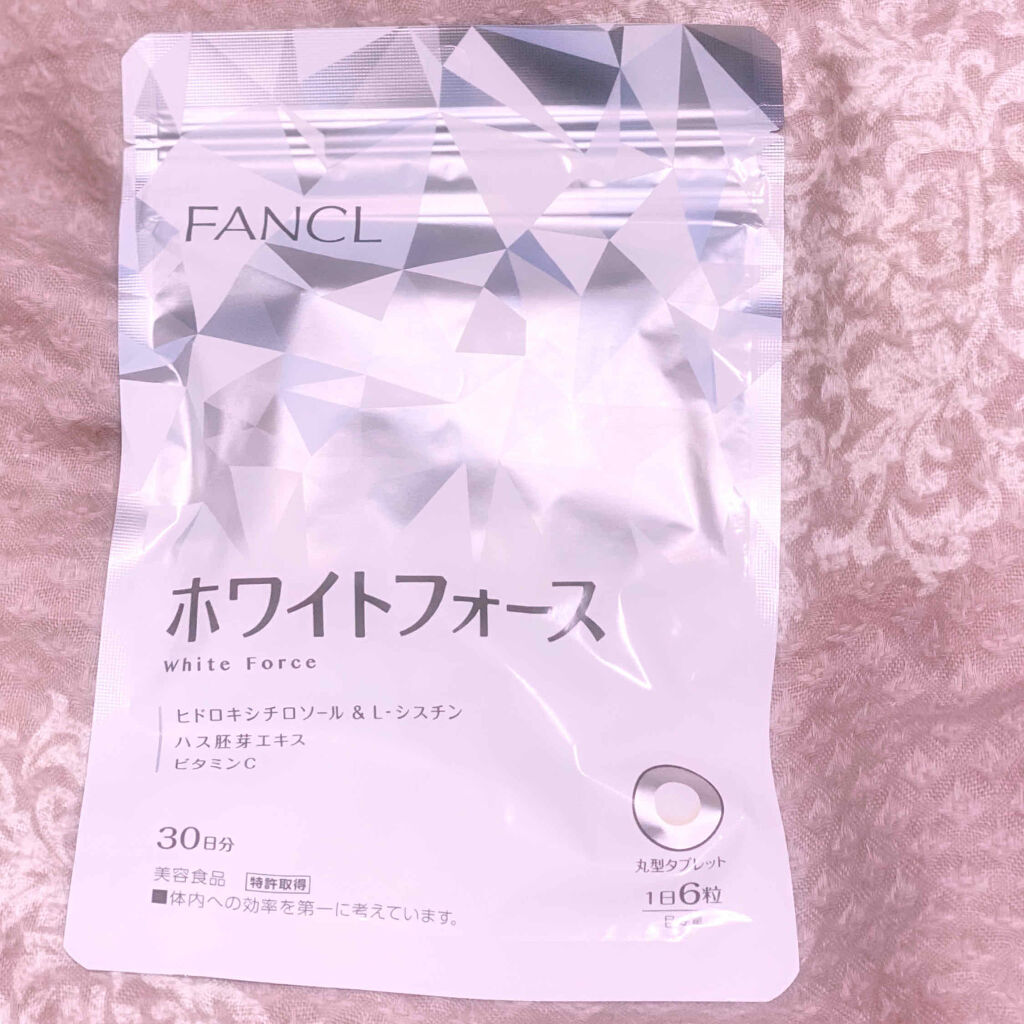 FANCL
ホワイトフォース
White Force
ヒドロキシチロソール & L-シスチン
ハス胚芽エキス
ビタミンC
30日分
美容食品 特許取得
■体内への効率を第一に考えています。
丸型タブレット
1日6粒